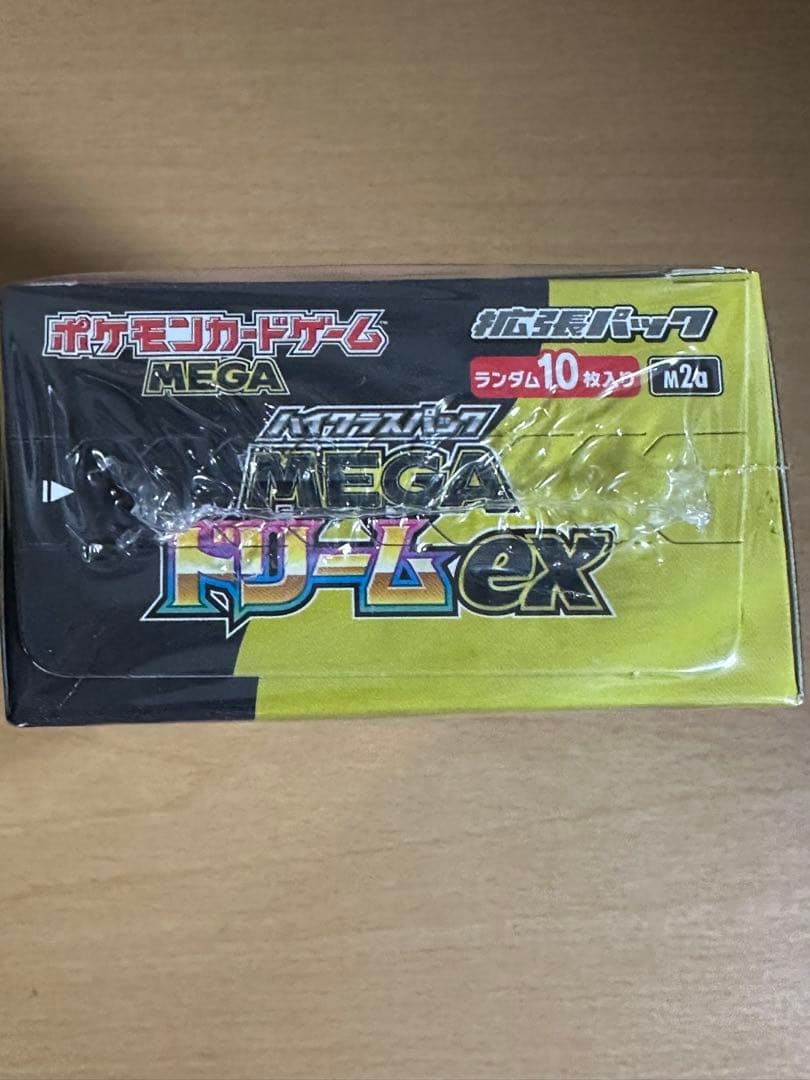 ポケモンカードゲーム
MEGA
拡張パック
ランダム10枚入り
M2a
ハイクラスパック
MEGA
ドリームex